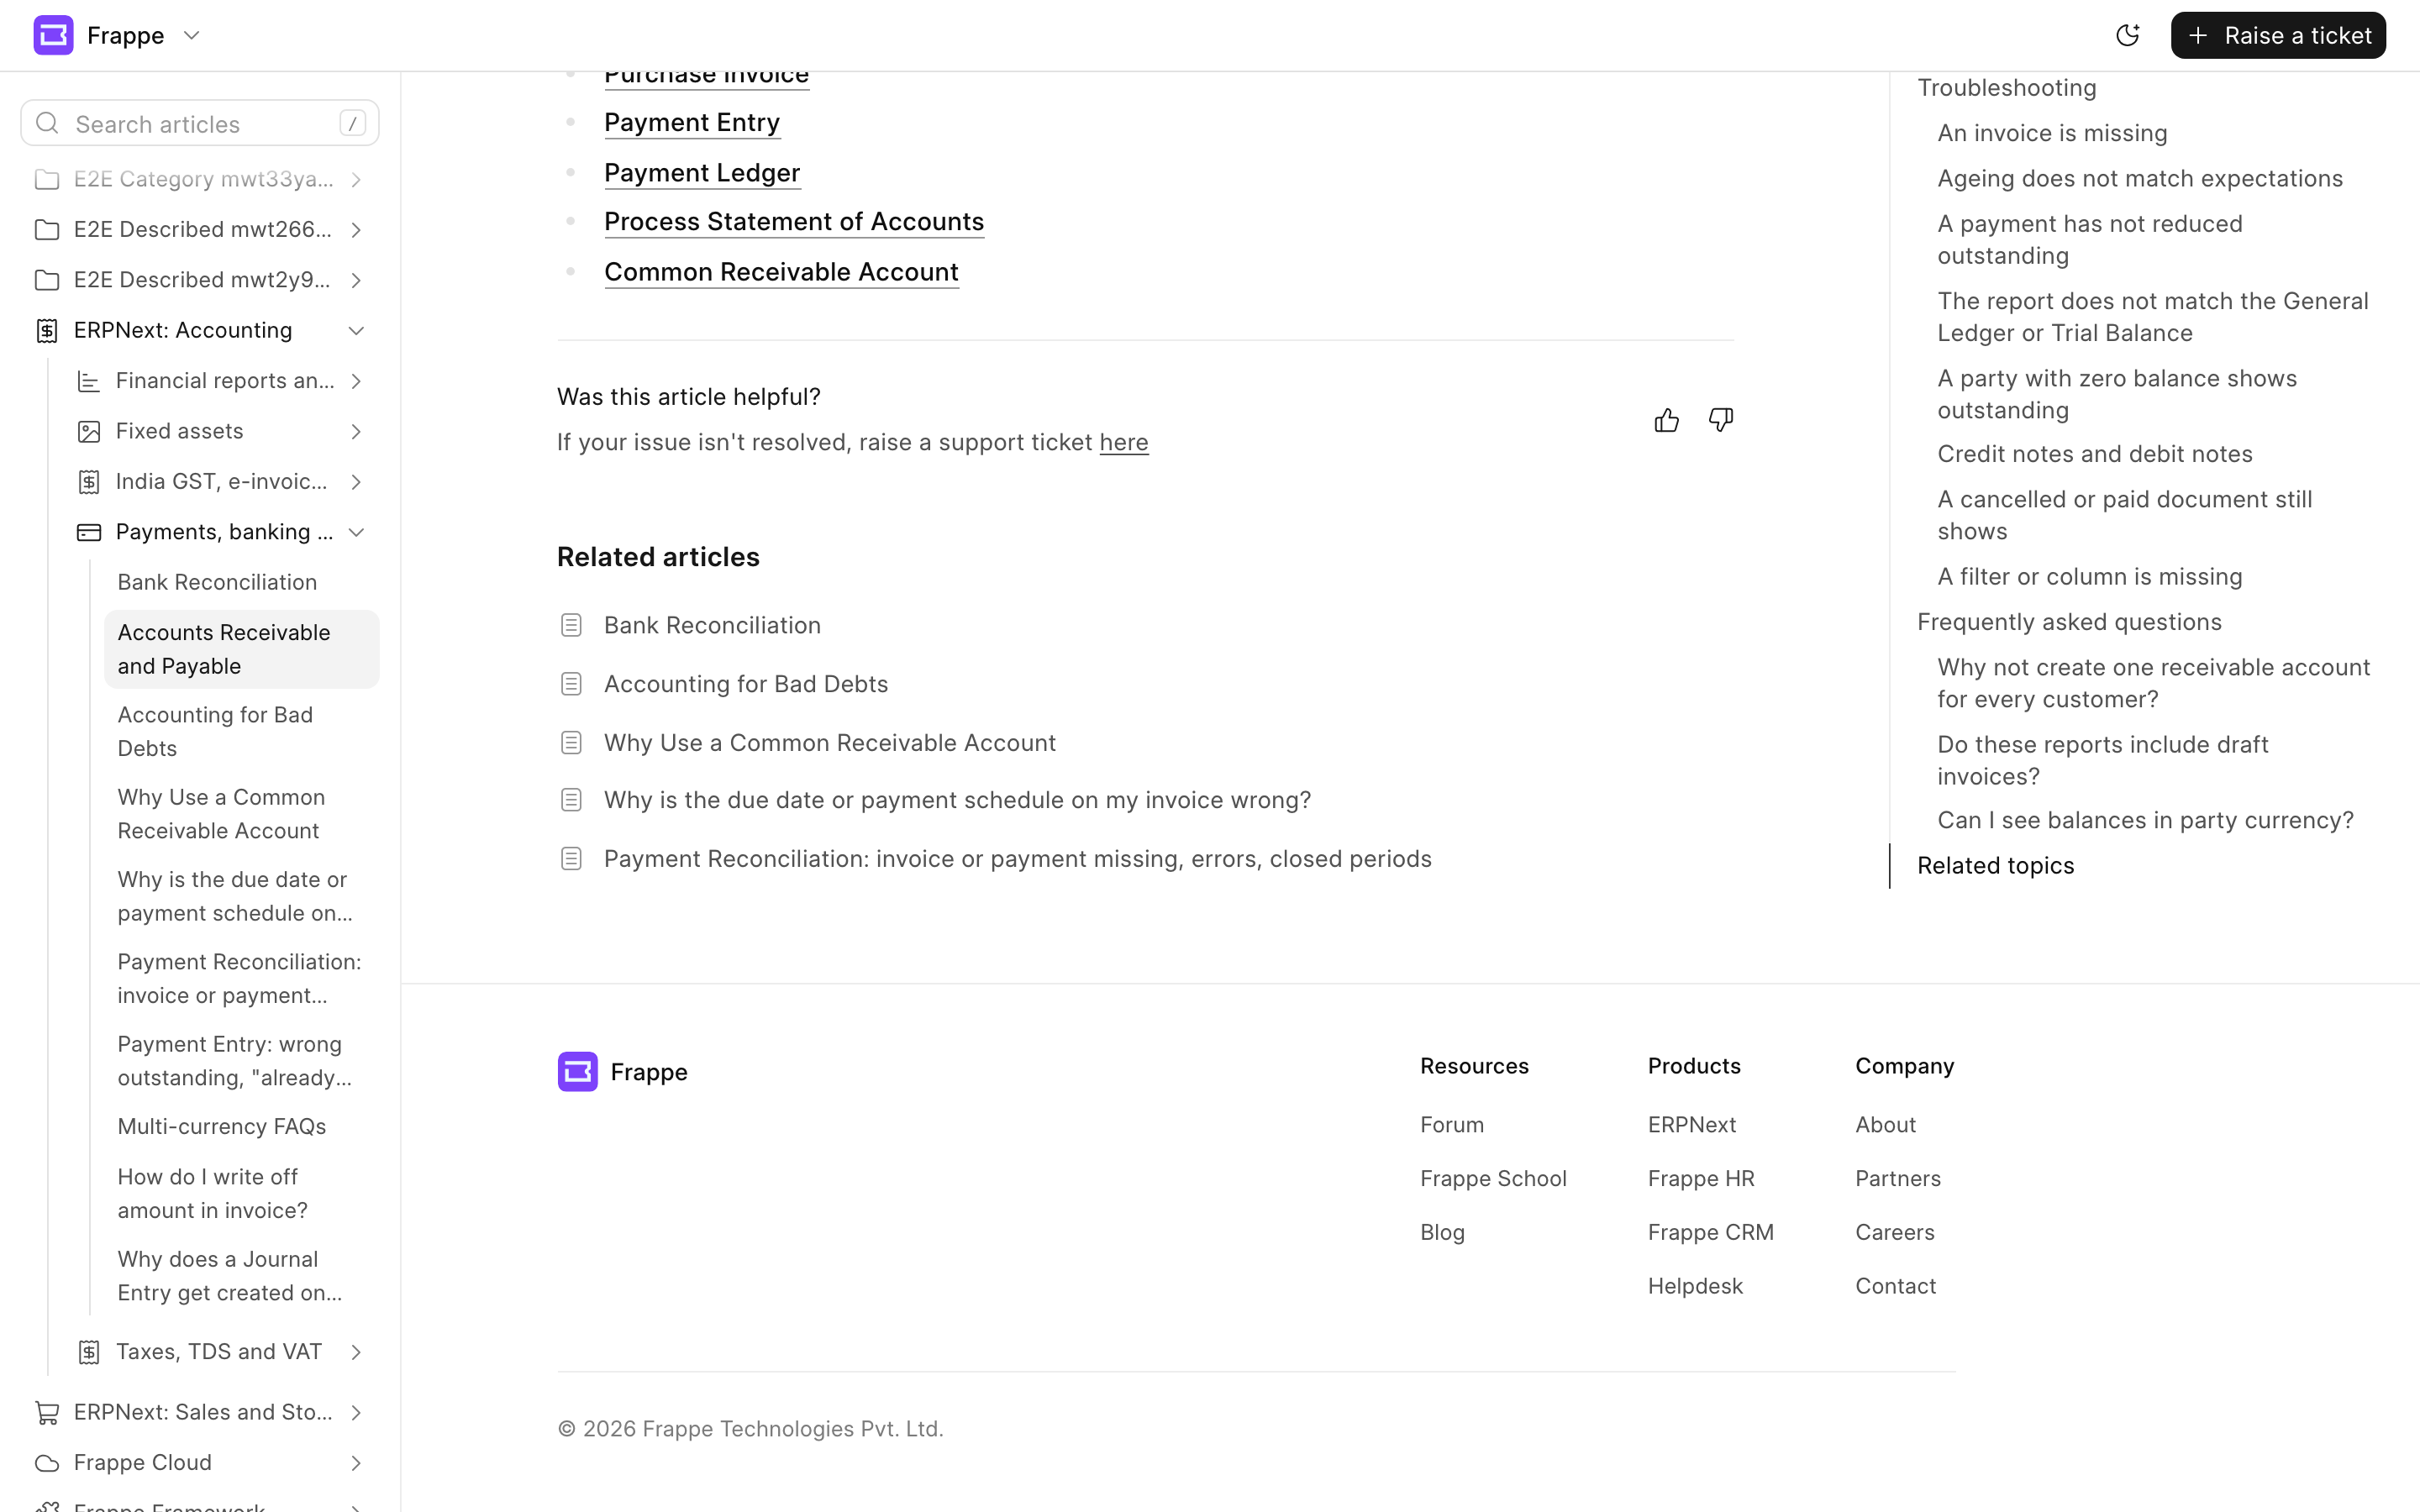 Frappe
Raise a ticket
Search articles
/
E2E Category mwt33ya...
E2E Described mwt266...
E2E Described mwt2y9...
ERPNext: Accounting
Financial reports an...
Fixed assets
India GST, e-invoic...
Payments, banking ...
Bank Reconciliation
Accounts Receivable
and Payable
Accounting for Bad
Debts
Why Use a Common
Receivable Account
Why is the due date or
payment schedule on...
Payment Reconciliation:
invoice or payment...
Payment Entry: wrong
outstanding, "already...
Multi-currency FAQs
How do I write off
amount in invoice?
Why does a Journal
Entry get created on...
Taxes, TDS and VAT
ERPNext: Sales and Sto...
Frappe Cloud
Frappe Framework
Purchase Invoice
Payment Entry
Payment Ledger
Process Statement of Accounts
Common Receivable Account
Was this article helpful?
If your issue isn't resolved, raise a support ticket here
Related articles
Bank Reconciliation
Accounting for Bad Debts
Why Use a Common Receivable Account
Why is the due date or payment schedule on my invoice wrong?
Payment Reconciliation: invoice or payment missing, errors, closed periods
Troubleshooting
An invoice is missing
Ageing does not match expectations
A payment has not reduced
outstanding
The report does not match the General
Ledger or Trial Balance
A party with zero balance shows
outstanding
Credit notes and debit notes
A cancelled or paid document still
shows
A filter or column is missing
Frequently asked questions
Why not create one receivable account
for every customer?
Do these reports include draft
invoices?
Can I see balances in party currency?
Related topics
Frappe
Resources
Forum
Frappe School
Blog
Products
ERPNext
Frappe HR
Frappe CRM
Helpdesk
Company
About
Partners
Careers
Contact
© 2026 Frappe Technologies Pvt. Ltd.